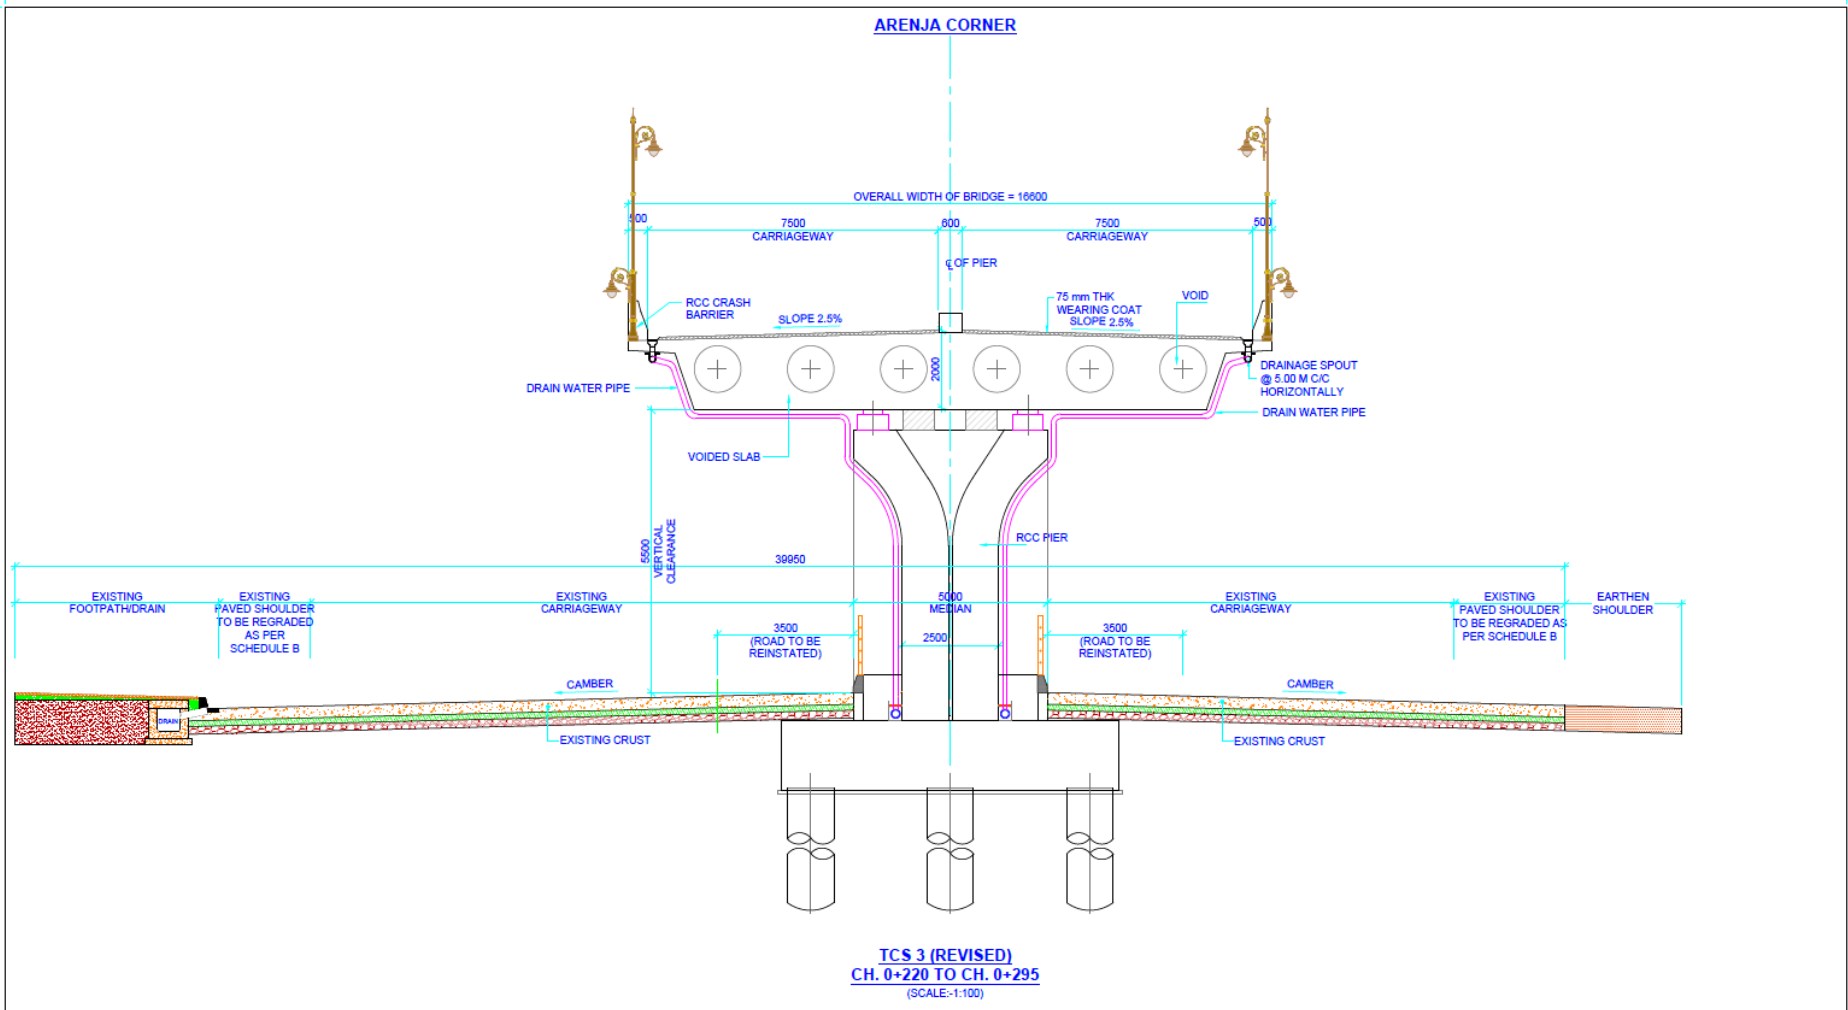 ARENJA CORNER
OVERALL WIDTH OF BRIDGE = 16600
500
7500
600
7500
500
CARRIAGEWAY
CARRIAGEWAY
℄ OF PIER
RCC CRASH
BARRIER
SLOPE 2.5%
75 mm THK
WEARING COAT
SLOPE 2.5%
VOID
2000
DRAIN WATER PIPE
DRAINAGE SPOUT
@ 5.00 M C/C
HORIZONTALLY
DRAIN WATER PIPE
VOIDED SLAB
5500
VERTICAL
CLEARANCE
RCC PIER
39950
EXISTING
FOOTPATH/DRAIN
EXISTING
PAVED SHOULDER
TO BE REGRADED
AS PER
SCHEDULE B
EXISTING
CARRIAGEWAY
5000
MEDIAN
EXISTING
CARRIAGEWAY
EXISTING
PAVED SHOULDER
TO BE REGRADED AS
PER SCHEDULE B
EARTHEN
SHOULDER
3500
(ROAD TO BE
REINSTATED)
2500
3500
(ROAD TO BE
REINSTATED)
CAMBER
CAMBER
DRAIN
EXISTING CRUST
EXISTING CRUST
TCS 3 (REVISED)
CH. 0+220 TO CH. 0+295
(SCALE:-1:100)